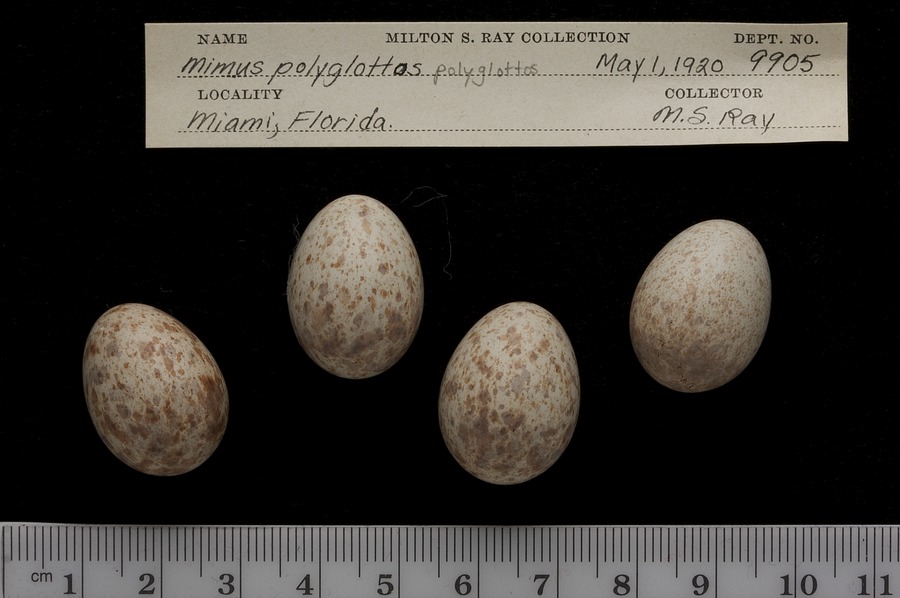 NAME MILTON S. RAY COLLECTION DEPT. NO.
Mimus polyglottos polyglottos May 1, 1920 9905
LOCALITY COLLECTOR
Miami, Florida. M.S. Ray
cm 1 2 3 4 5 6 7 8 9 10 11